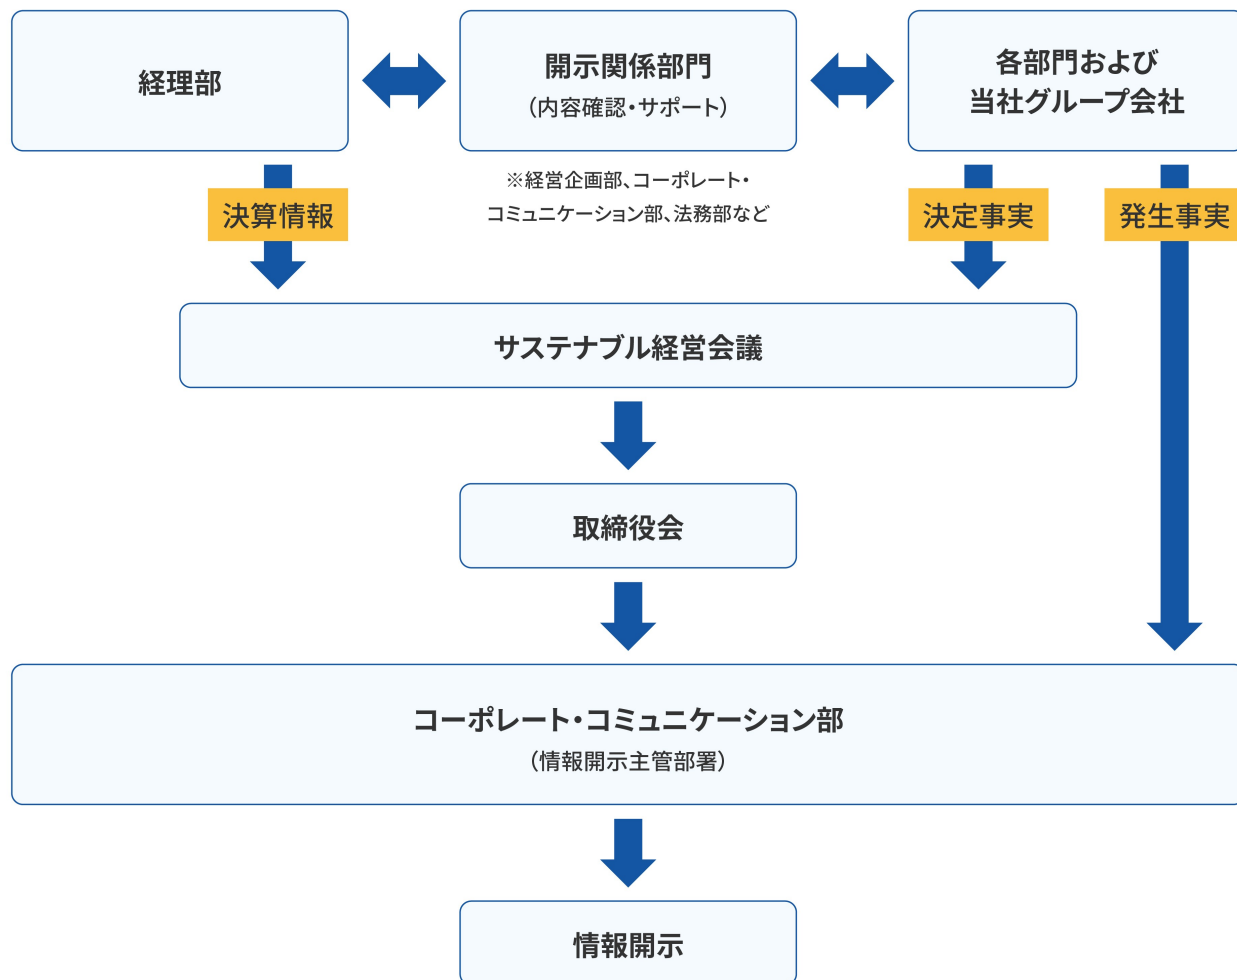 経理部
開示関係部門
（内容確認・サポート）
各部門および
当社グループ会社
※経営企画部、コーポレート・
コミュニケーション部、法務部など
決算情報
決定事実
発生事実
サステナブル経営会議
取締役会
コーポレート・コミュニケーション部
（情報開示主管部署）
情報開示